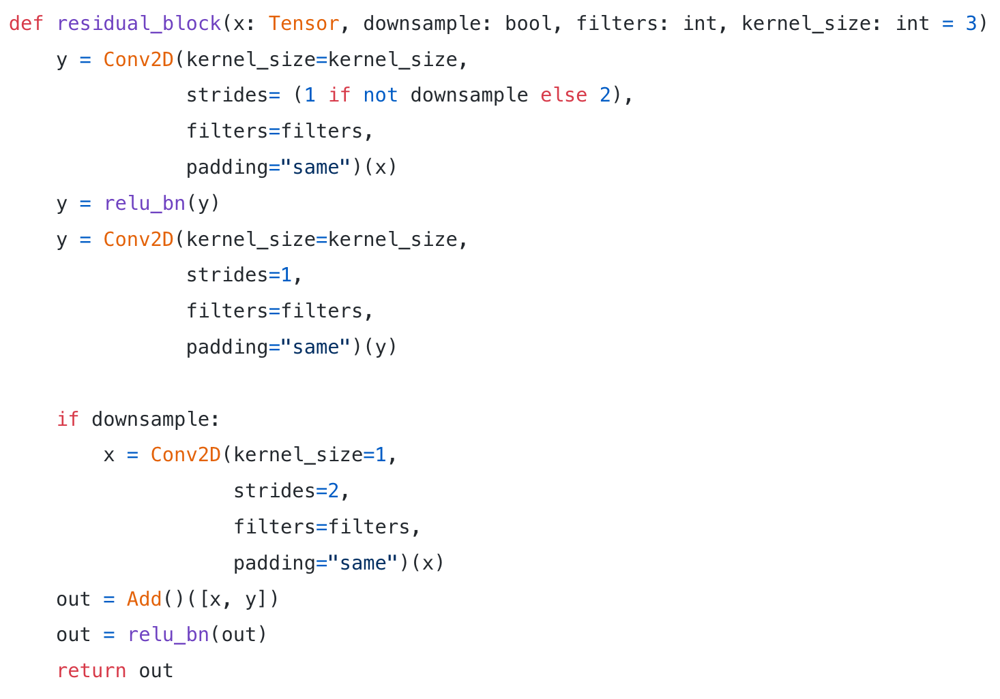 def residual_block(x: Tensor, downsample: bool, filters: int, kernel_size: int = 3)
    y = Conv2D(kernel_size=kernel_size,
               strides= (1 if not downsample else 2),
               filters=filters,
               padding="same")(x)
    y = relu_bn(y)
    y = Conv2D(kernel_size=kernel_size,
               strides=1,
               filters=filters,
               padding="same")(y)

    if downsample:
        x = Conv2D(kernel_size=1,
                   strides=2,
                   filters=filters,
                   padding="same")(x)
    out = Add()([x, y])
    out = relu_bn(out)
    return out